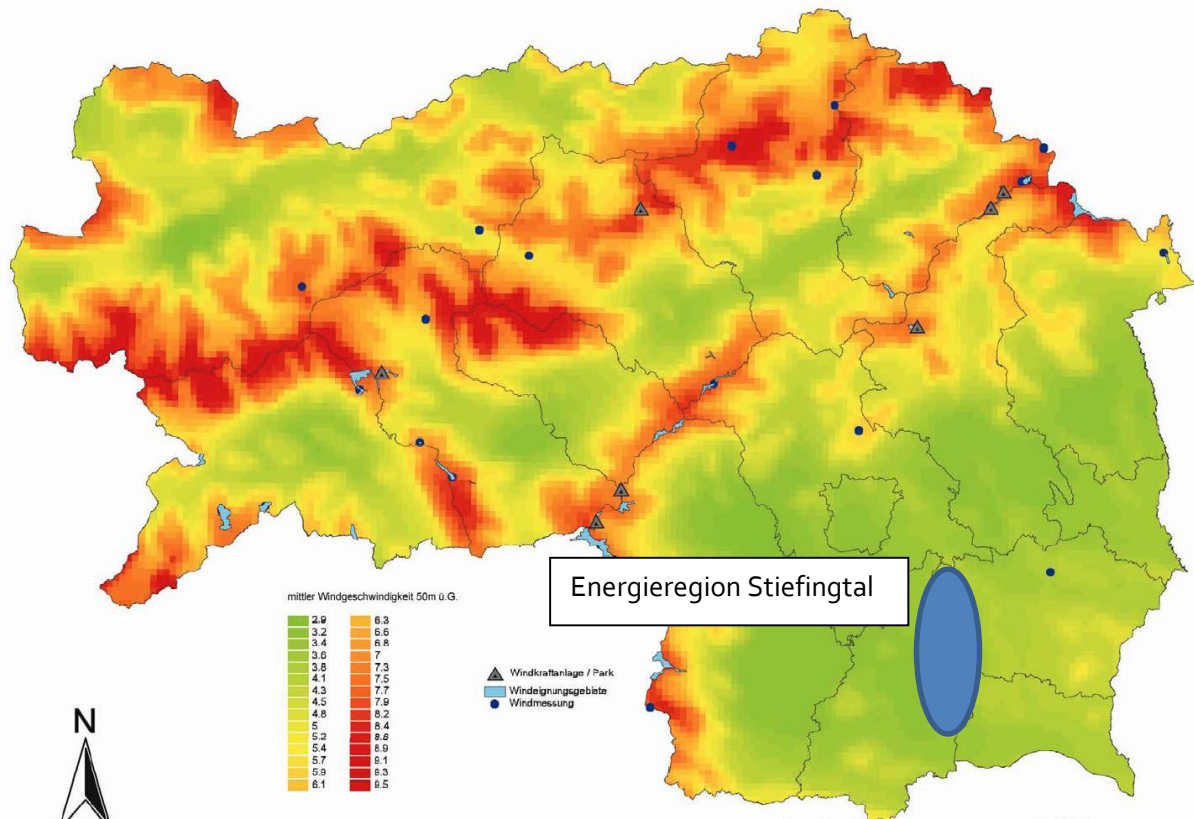 Energieregion Stiefingtal
mittler Windgeschwindigkeit 50m ü.G.
2.9 6.3
3.2 6.6
3.4 6.8
3.6 7
3.8 7.3
4.1 7.5
4.3 7.7
4.5 7.9
4.8 8.2
5 8.4
5.2 8.6
5.4 8.9
5.7 9.1
5.9 9.3
6.1 9.5
Windkraftanlage / Park
Windeignungsgebiete
Windmessung
N